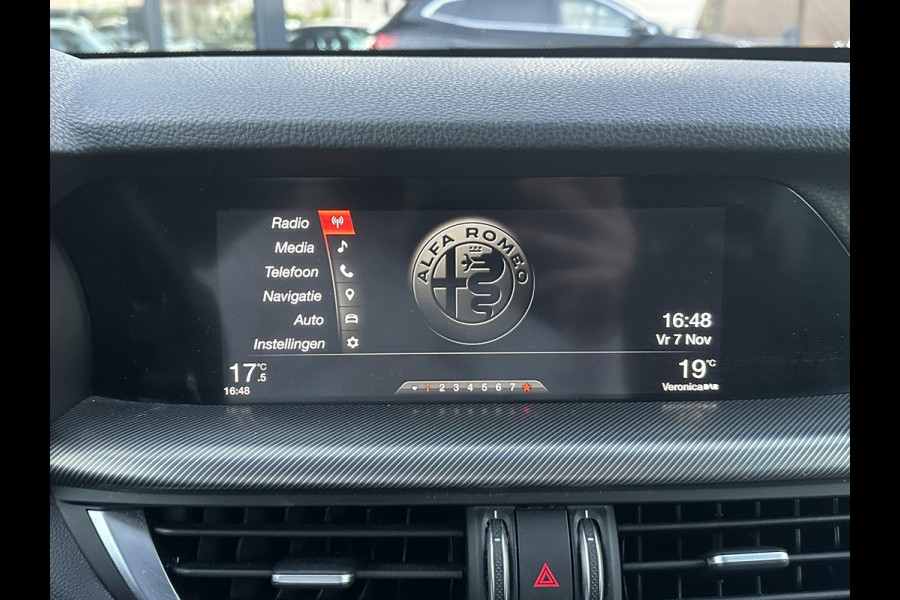 Radio
Media
Telefoon
Navigatie
Auto
Instellingen
ALFA ROMEO
16:48
Vr 7 Nov
17.5°C
16:48
1 2 3 4 5 6 7
19°C
Veronica